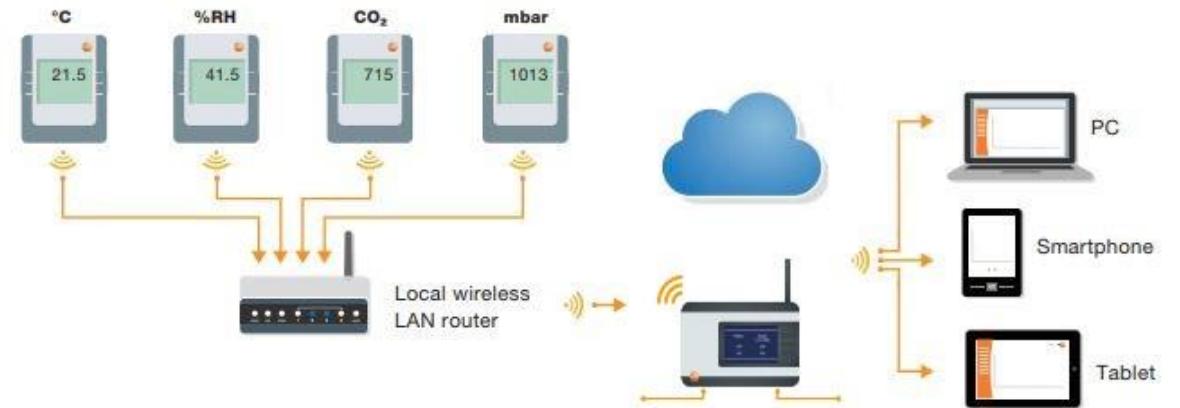 °C %RH CO₂ mbar
21.5 41.5 715 1013
PC
Smartphone
Local wireless
LAN router
Tablet